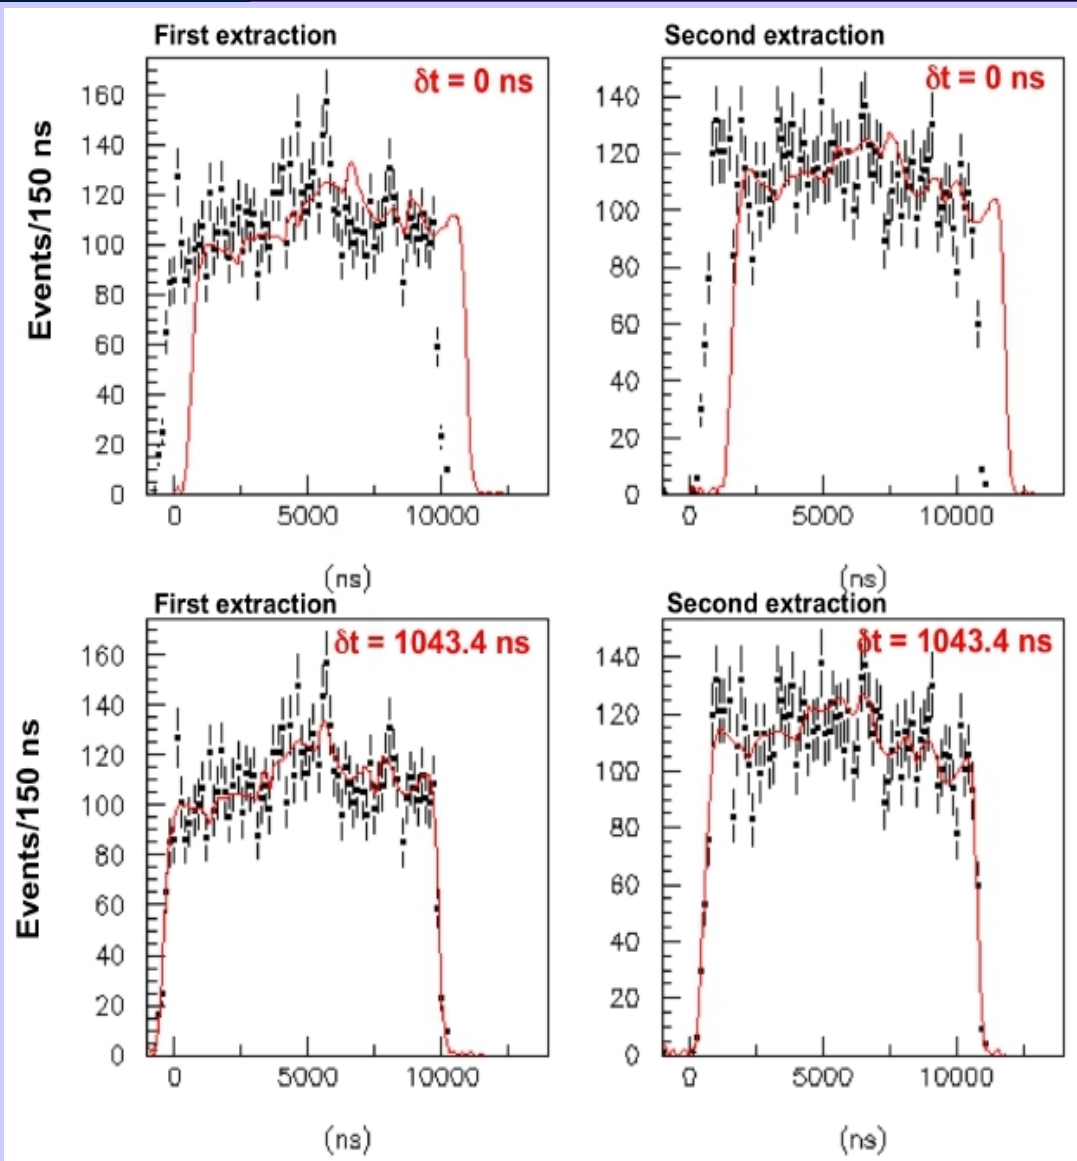 First extraction
δt = 0 ns
Events/150 ns
160
140
120
100
80
60
40
20
0
0 5000 10000
(ns)
Second extraction
δt = 0 ns
140
120
100
80
60
40
20
0
0 5000 10000
(ns)
First extraction
δt = 1043.4 ns
Events/150 ns
160
140
120
100
80
60
40
20
0
0 5000 10000
(ns)
Second extraction
δt = 1043.4 ns
140
120
100
80
60
40
20
0
0 5000 10000
(ns)